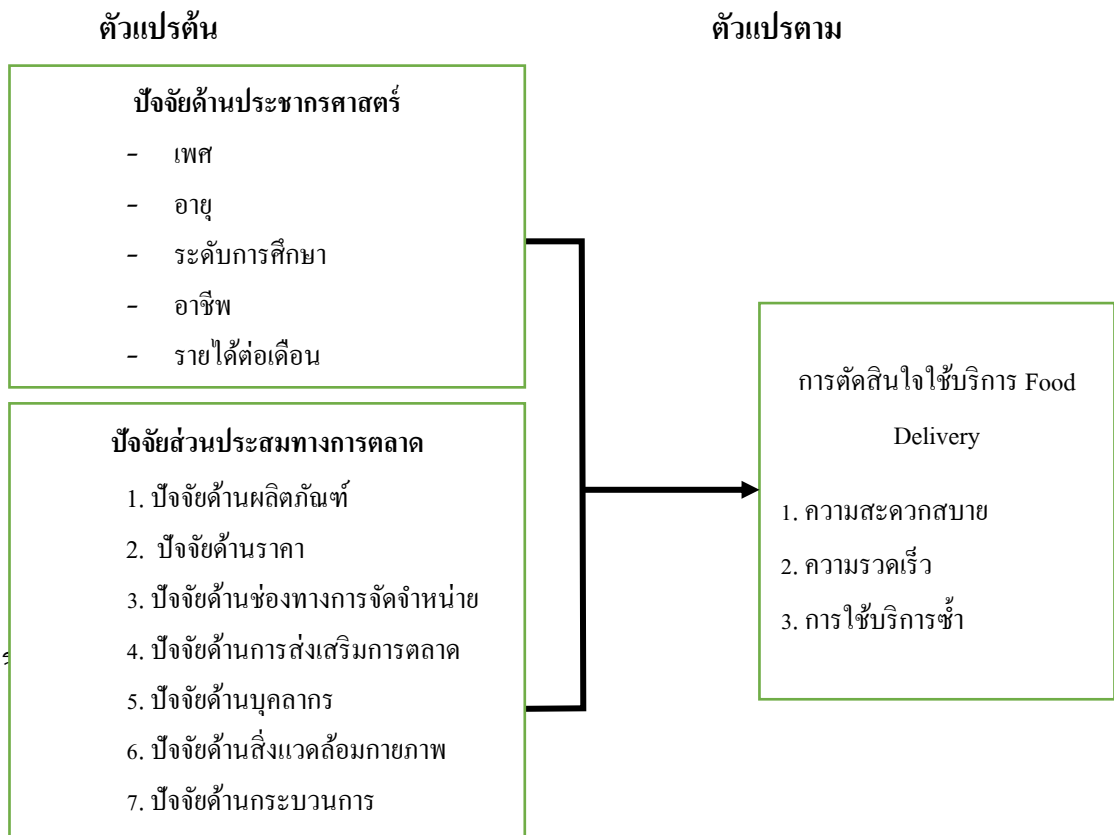 ตัวแปรต้น
ตัวแปรตาม
ปัจจัยด้านประชากรศาสตร์
- เพศ
- อายุ
- ระดับการศึกษา
- อาชีพ
- รายได้ต่อเดือน
ปัจจัยส่วนประสมทางการตลาด
1. ปัจจัยด้านผลิตภัณฑ์
2. ปัจจัยด้านราคา
3. ปัจจัยด้านช่องทางการจัดจำหน่าย
4. ปัจจัยด้านการส่งเสริมการตลาด
5. ปัจจัยด้านบุคลากร
6. ปัจจัยด้านสิ่งแวดล้อมกายภาพ
7. ปัจจัยด้านกระบวนการ
การตัดสินใจใช้บริการ Food
Delivery
1. ความสะดวกสบาย
2. ความรวดเร็ว
3. การใช้บริการซ้ำ